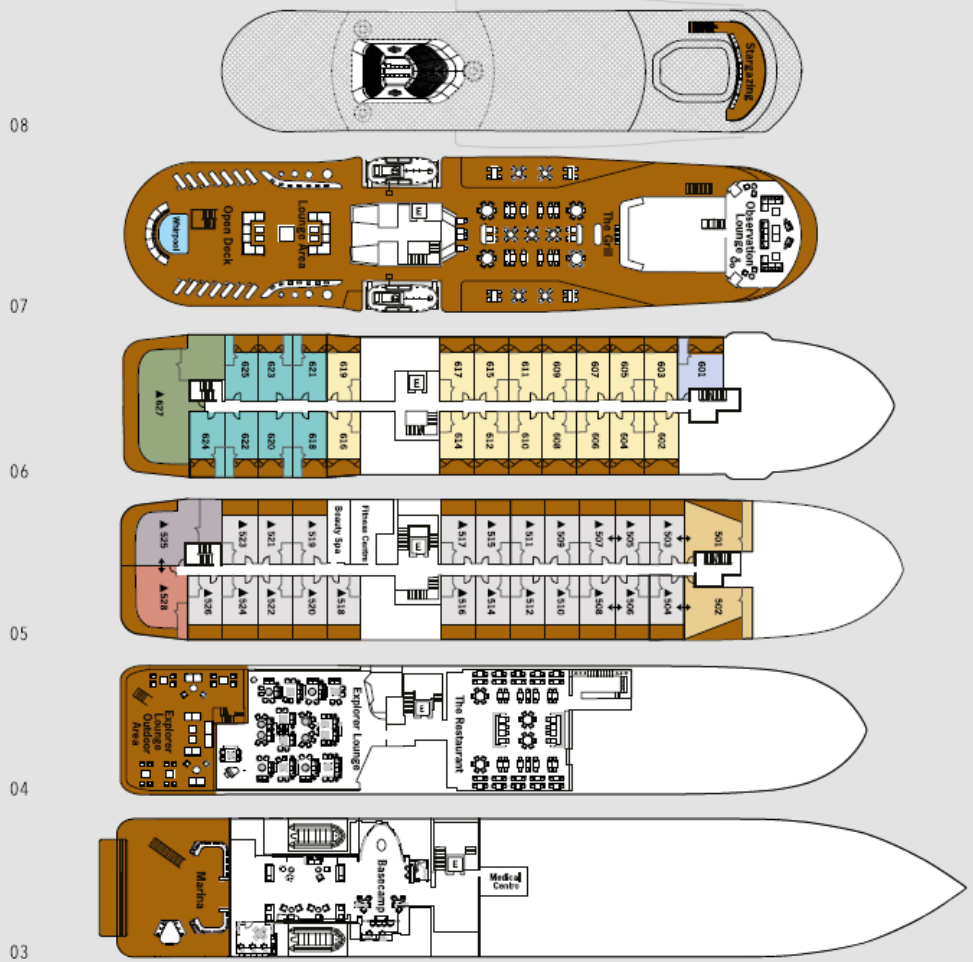 Stargazing
08
E
Whirlpool
Open Deck
Lounge Area
The Grill
Observation
Lounge
07
625
623
621
619
617
615
611
609
607
605
603
601
E
▲627
624
622
620
618
616
614
612
610
608
606
604
602
06
▲525
▲523
▲521
▲519
Beauty Spa
Fitness Centre
E
▲517
▲515
▲511
▲509
▲507
▲505
▲503
501
▲528
▲526
▲524
▲522
▲520
▲518
▲516
▲514
▲512
▲510
▲508
▲506
▲504
502
05
Explorer
Lounge
Outdoor
Area
Explorer Lounge
E
The Restaurant
04
Marina
Basecamp
E
Medical
Centre
03